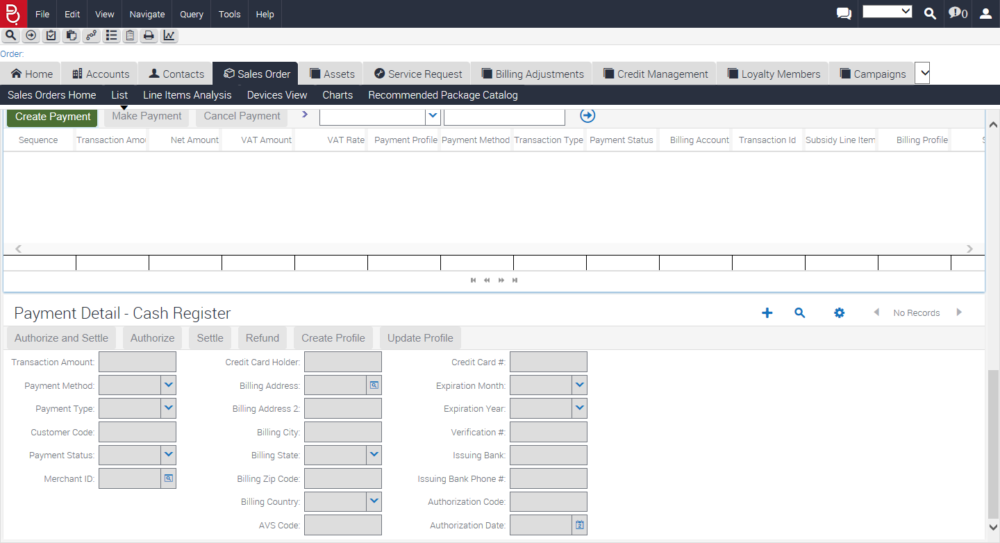 File Edit View Navigate Query Tools Help 0
Order:
Home Accounts Contacts Sales Order Assets Service Request Billing Adjustments Credit Management Loyalty Members Campaigns
Sales Orders Home List Line Items Analysis Devices View Charts Recommended Package Catalog
Create Payment Make Payment Cancel Payment
Sequence Transaction Amou Net Amount VAT Amount VAT Rate Payment Profile Payment Method Transaction Type Payment Status Billing Account Transaction Id Subsidy Line Item Billing Profile S
Payment Detail - Cash Register No Records
Authorize and Settle Authorize Settle Refund Create Profile Update Profile
Transaction Amount: Credit Card Holder: Credit Card #:
Payment Method: Billing Address: Expiration Month:
Payment Type: Billing Address 2: Expiration Year:
Customer Code: Billing City: Verification #:
Payment Status: Billing State: Issuing Bank:
Merchant ID: Billing Zip Code: Issuing Bank Phone #:
Billing Country: Authorization Code:
AVS Code: Authorization Date: 2